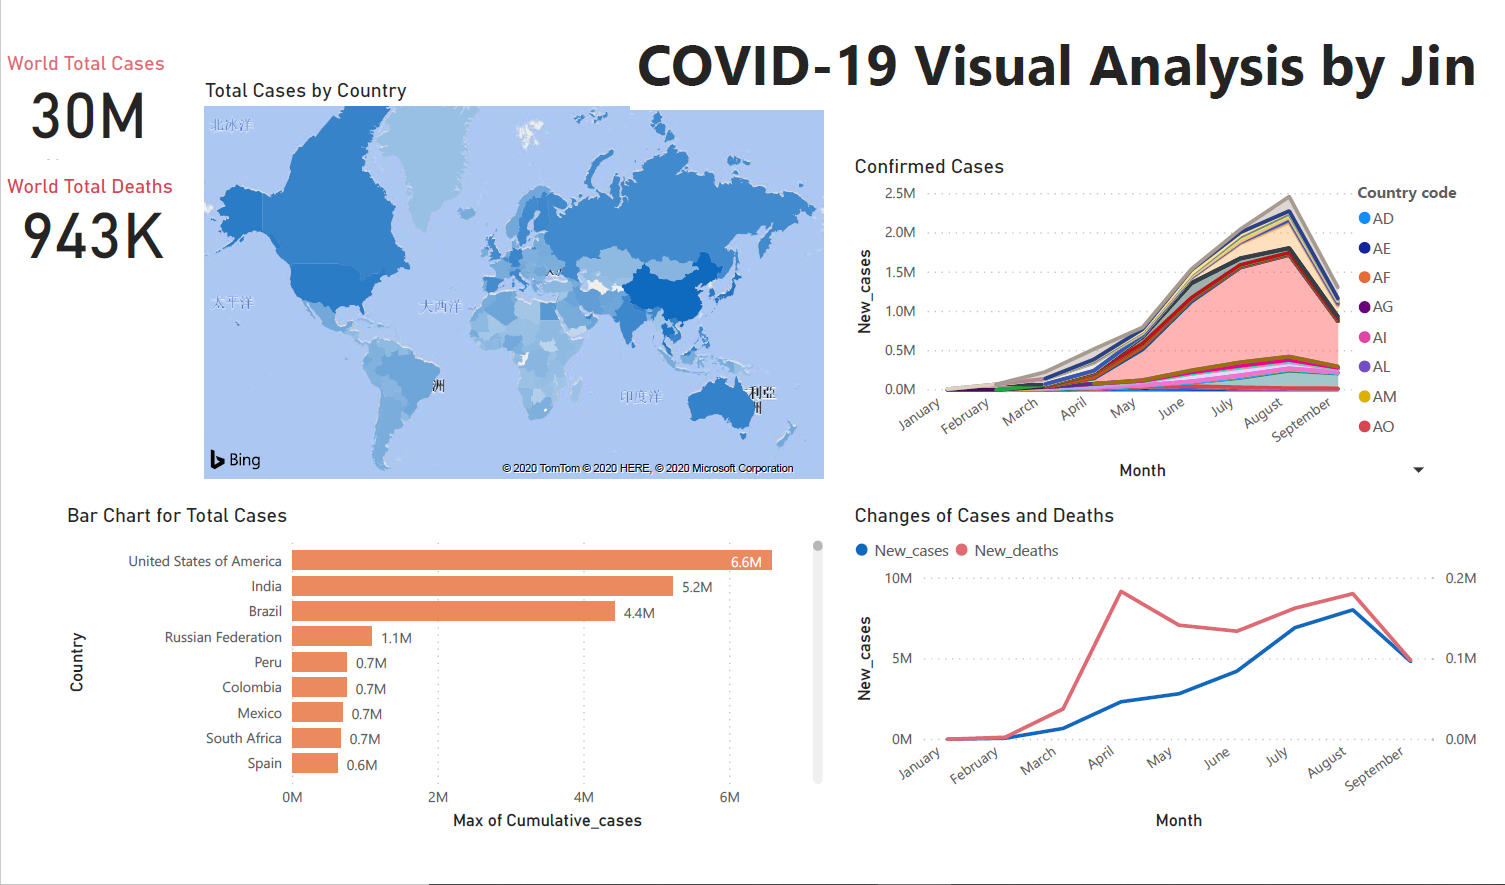 COVID-19 Visual Analysis by Jin
World Total Cases
30M
World Total Deaths
943K
Total Cases by Country
北冰洋
太平洋
大西洋
洲
印度洋
利亞
州
Bing
© 2020 TomTom © 2020 HERE, © 2020 Microsoft Corporation
Confirmed Cases
New_cases
2.5M
2.0M
1.5M
1.0M
0.5M
0.0M
January
February
March
April
May
June
July
August
September
Month
Country code
AD
AE
AF
AG
AI
AL
AM
AO
Bar Chart for Total Cases
Country
United States of America 6.6M
India 5.2M
Brazil 4.4M
Russian Federation 1.1M
Peru 0.7M
Colombia 0.7M
Mexico 0.7M
South Africa 0.7M
Spain 0.6M
0M 2M 4M 6M
Max of Cumulative_cases
Changes of Cases and Deaths
New_cases New_deaths
New_cases
10M 0.2M
5M 0.1M
0M 0.0M
January
February
March
April
May
June
July
August
September
Month